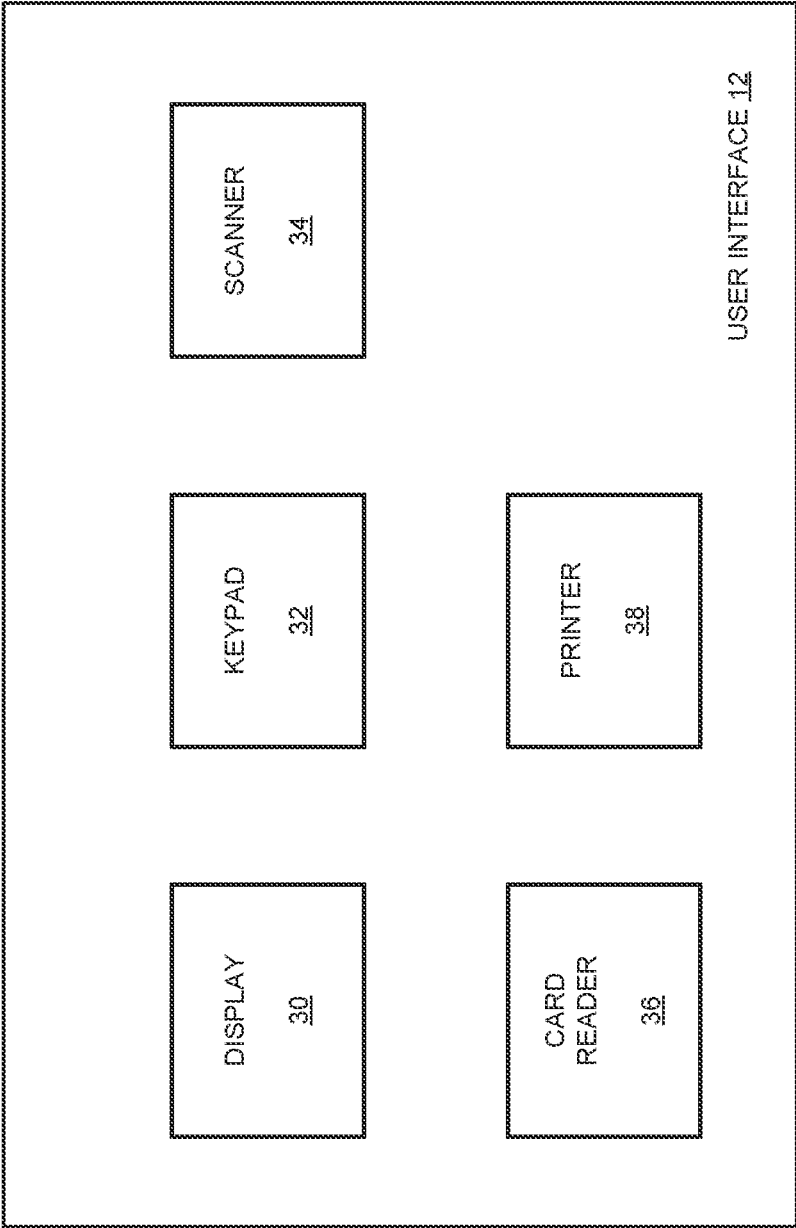 DISPLAY
30
KEYPAD
32
SCANNER
34
CARD
READER
36
PRINTER
38
USER INTERFACE 12